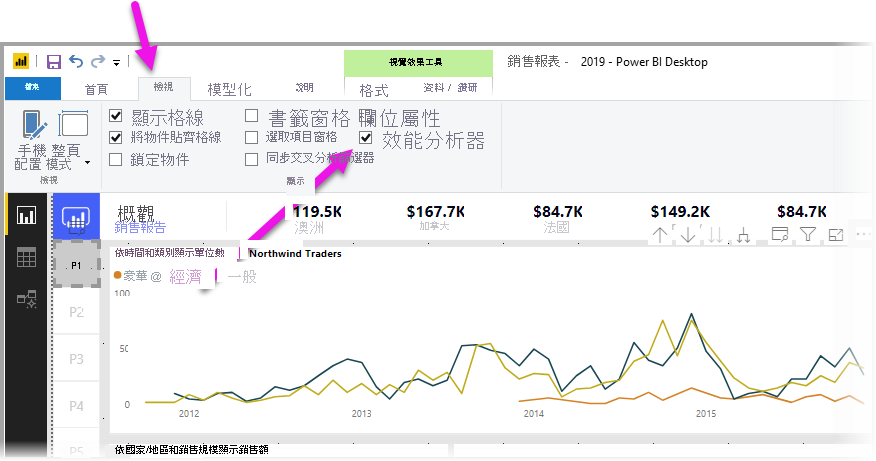 視覺效果工具
銷售報表 - 2019 - Power BI Desktop
檔案 首頁 檢視 模型化 說明 格式 資料 / 鑽研
顯示格線 書籤窗格 欄位屬性
將物件貼齊格線 選取項目窗格 效能分析器
鎖定物件 同步交叉分析篩選器
手機 整頁
配置 模式
檢視 顯示
概觀 119.5K $167.7K $84.7K $149.2K $84.7K
銷售報告 澳洲 加拿大 法國
P1
依時間和類別顯示單位數 Northwind Traders
豪華@ 經濟 一般
P2
P3
P4
P5
100
50
0
2012 2013 2014 2015
依國家/地區和銷售規模顯示銷售額